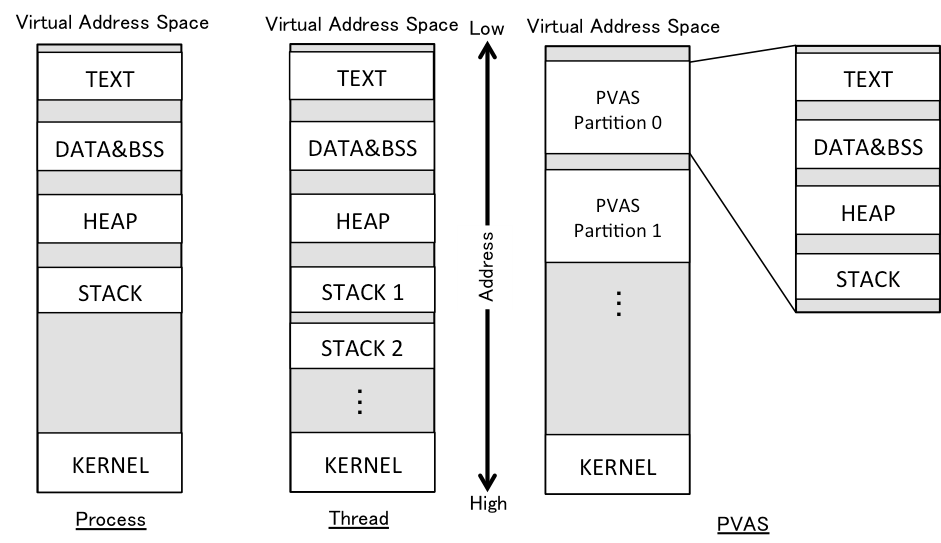 Virtual Address Space
TEXT
DATA&BSS
HEAP
STACK
KERNEL
Process
Virtual Address Space
TEXT
DATA&BSS
HEAP
STACK 1
STACK 2
⋮
KERNEL
Thread
Low
Address
High
Virtual Address Space
PVAS
Partition 0
PVAS
Partition 1
⋮
KERNEL
TEXT
DATA&BSS
HEAP
STACK
PVAS